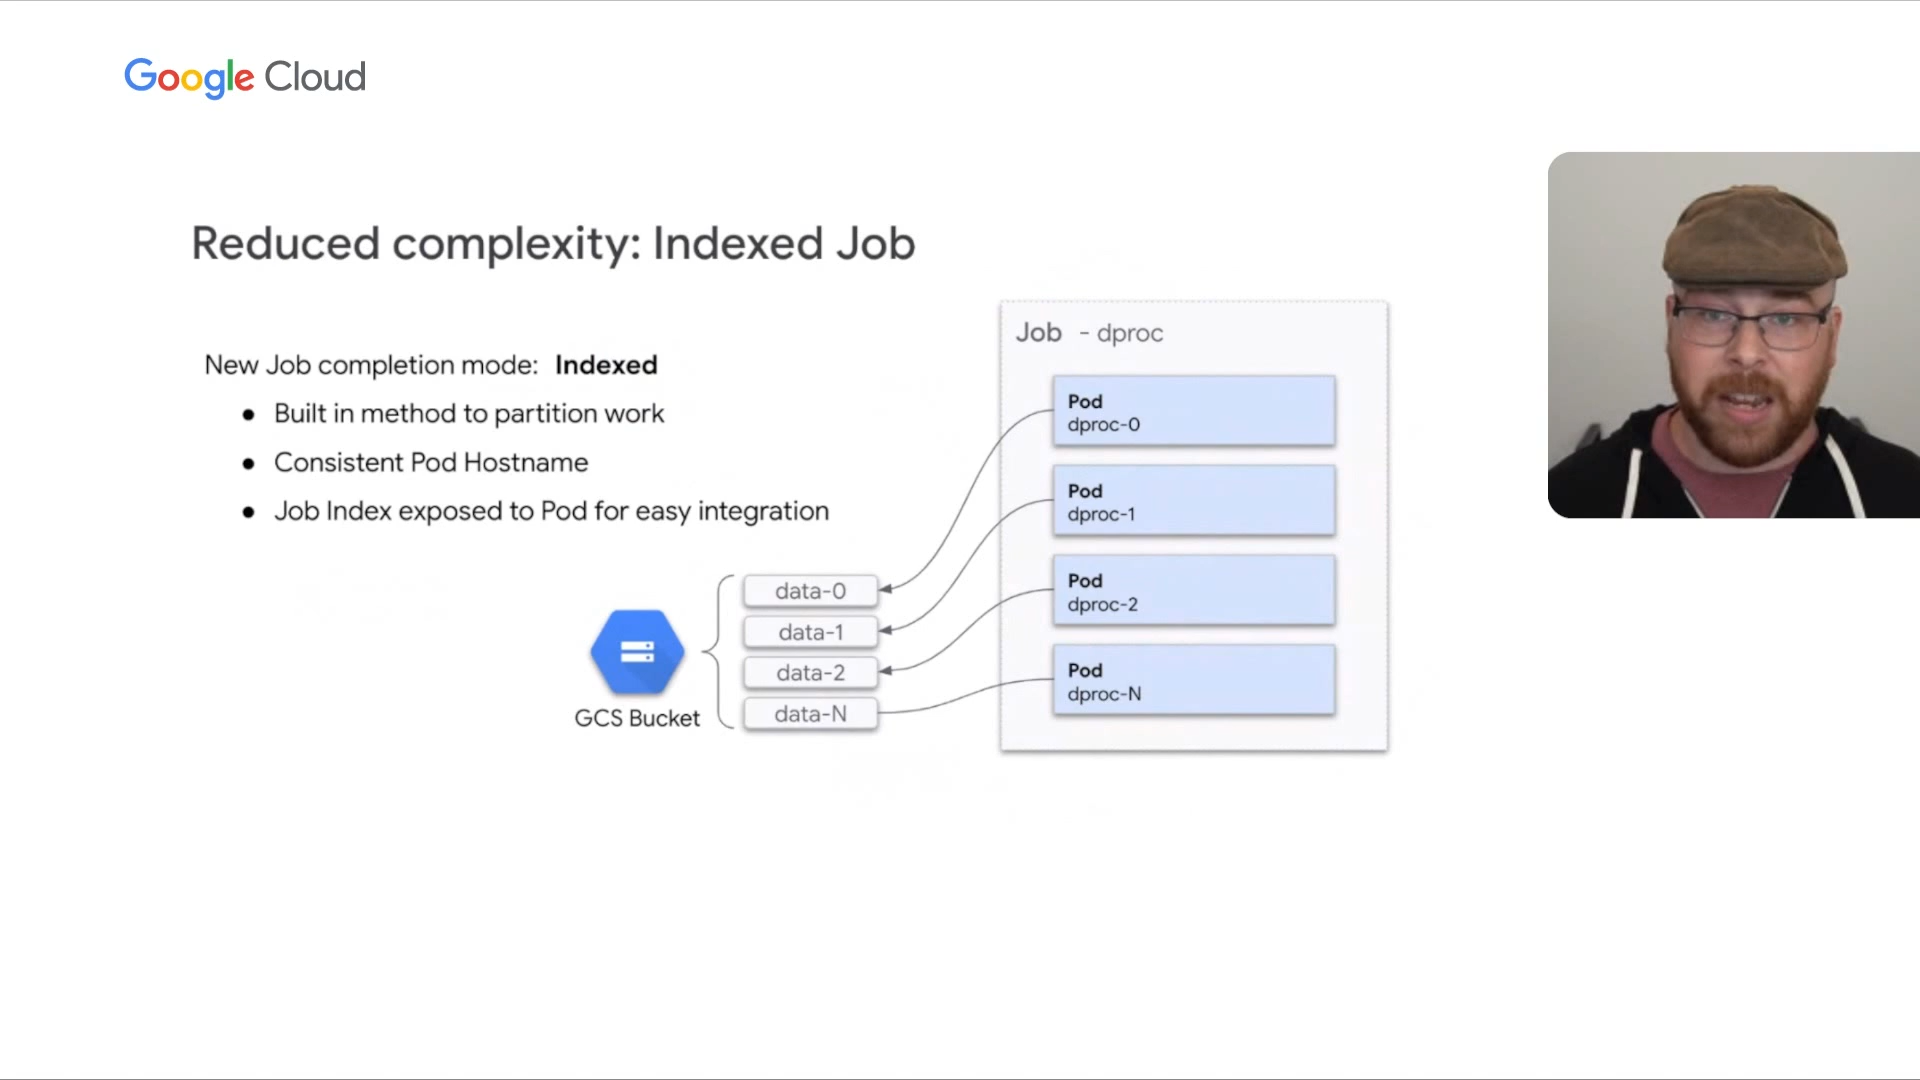 Google Cloud
Reduced complexity: Indexed Job
New Job completion mode: Indexed
● Built in method to partition work
● Consistent Pod Hostname
● Job Index exposed to Pod for easy integration
GCS Bucket
data-0
data-1
data-2
data-N
Job - dproc
Pod
dproc-0
Pod
dproc-1
Pod
dproc-2
Pod
dproc-N